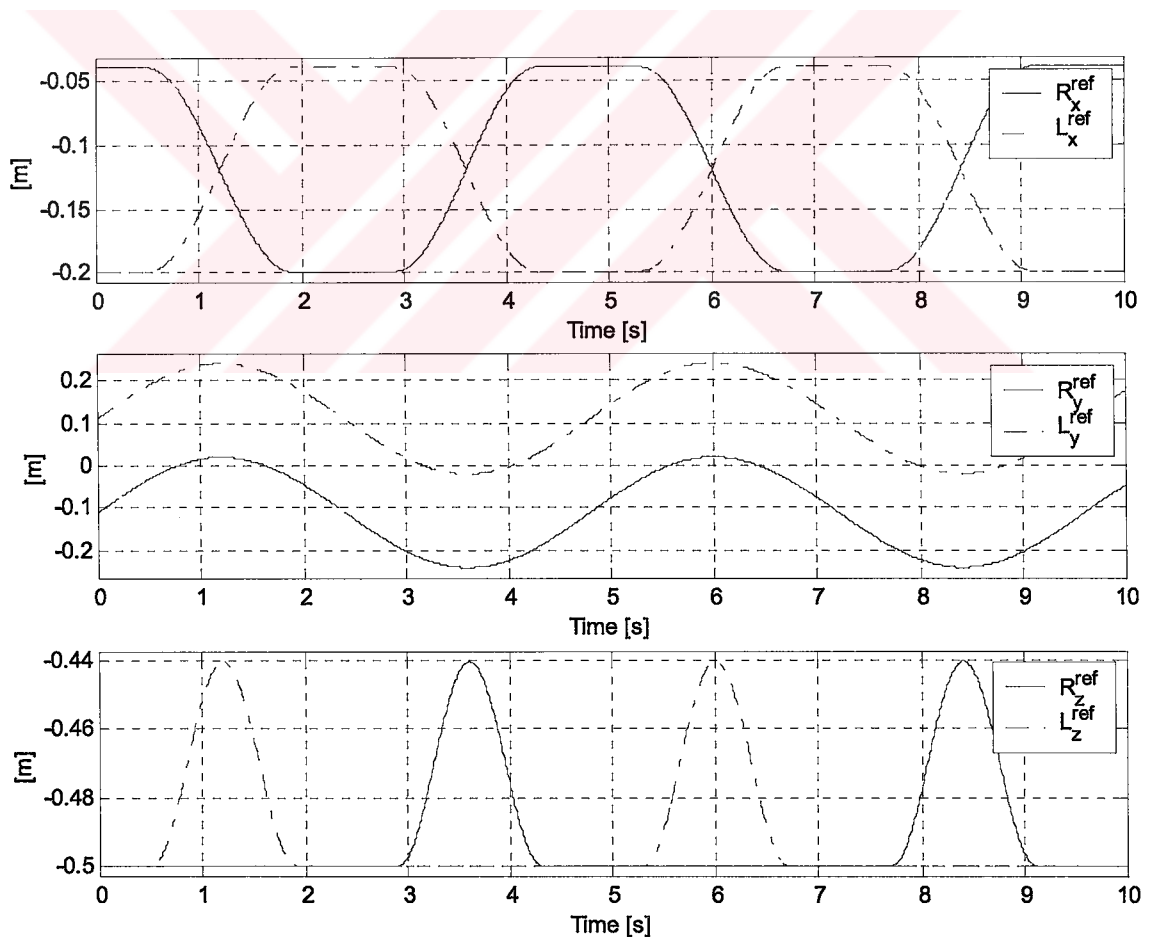 -0.05
-0.1
-0.15
-0.2
[m]
R_x^ref
L_x^ref
0 1 2 3 4 5 6 7 8 9 10
Time [s]
0.2
0.1
0
-0.1
-0.2
[m]
R_y^ref
L_y^ref
0 1 2 3 4 5 6 7 8 9 10
Time [s]
-0.44
-0.46
-0.48
-0.5
[m]
R_z^ref
L_z^ref
0 1 2 3 4 5 6 7 8 9 10
Time [s]